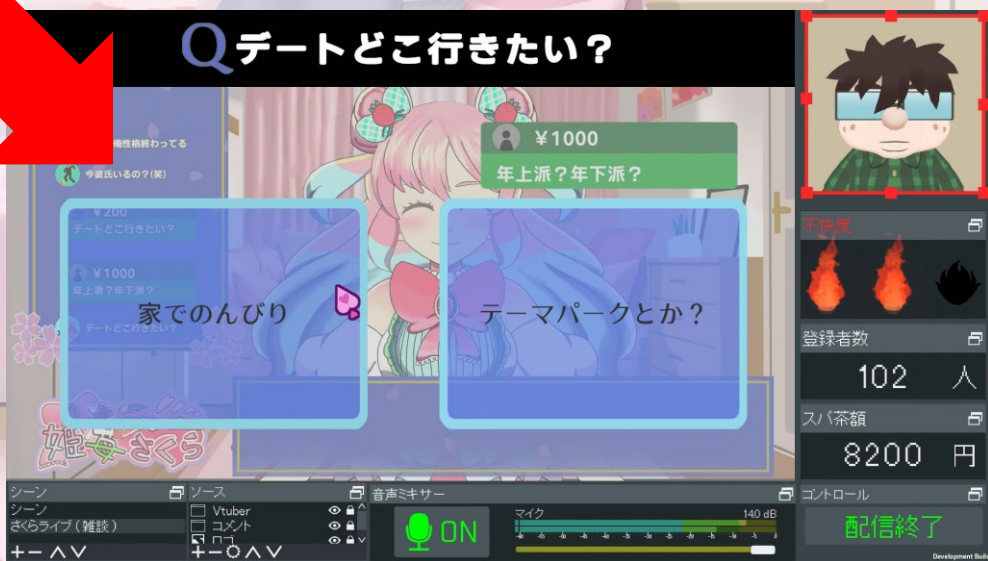 Qデートどこ行きたい？
性格終わってる
今彼氏いるの？(笑)
¥200
デートどこ行きたい？
¥1000
年上派？年下派？
デートどこ行きたい？
¥1000
年上派？年下派？
家でのんびり
テーマパークとか？
姫苺さくら
不快度
登録者数
102 人
スパ茶額
8200 円
コントロール
配信終了
シーン
シーン
さくらライブ（雑談）
+-∧∨
ソース
Vtuber
コメント
ロゴ
+-○∧∨
音声ミキサー
ON
マイク
140 dB
Development Build